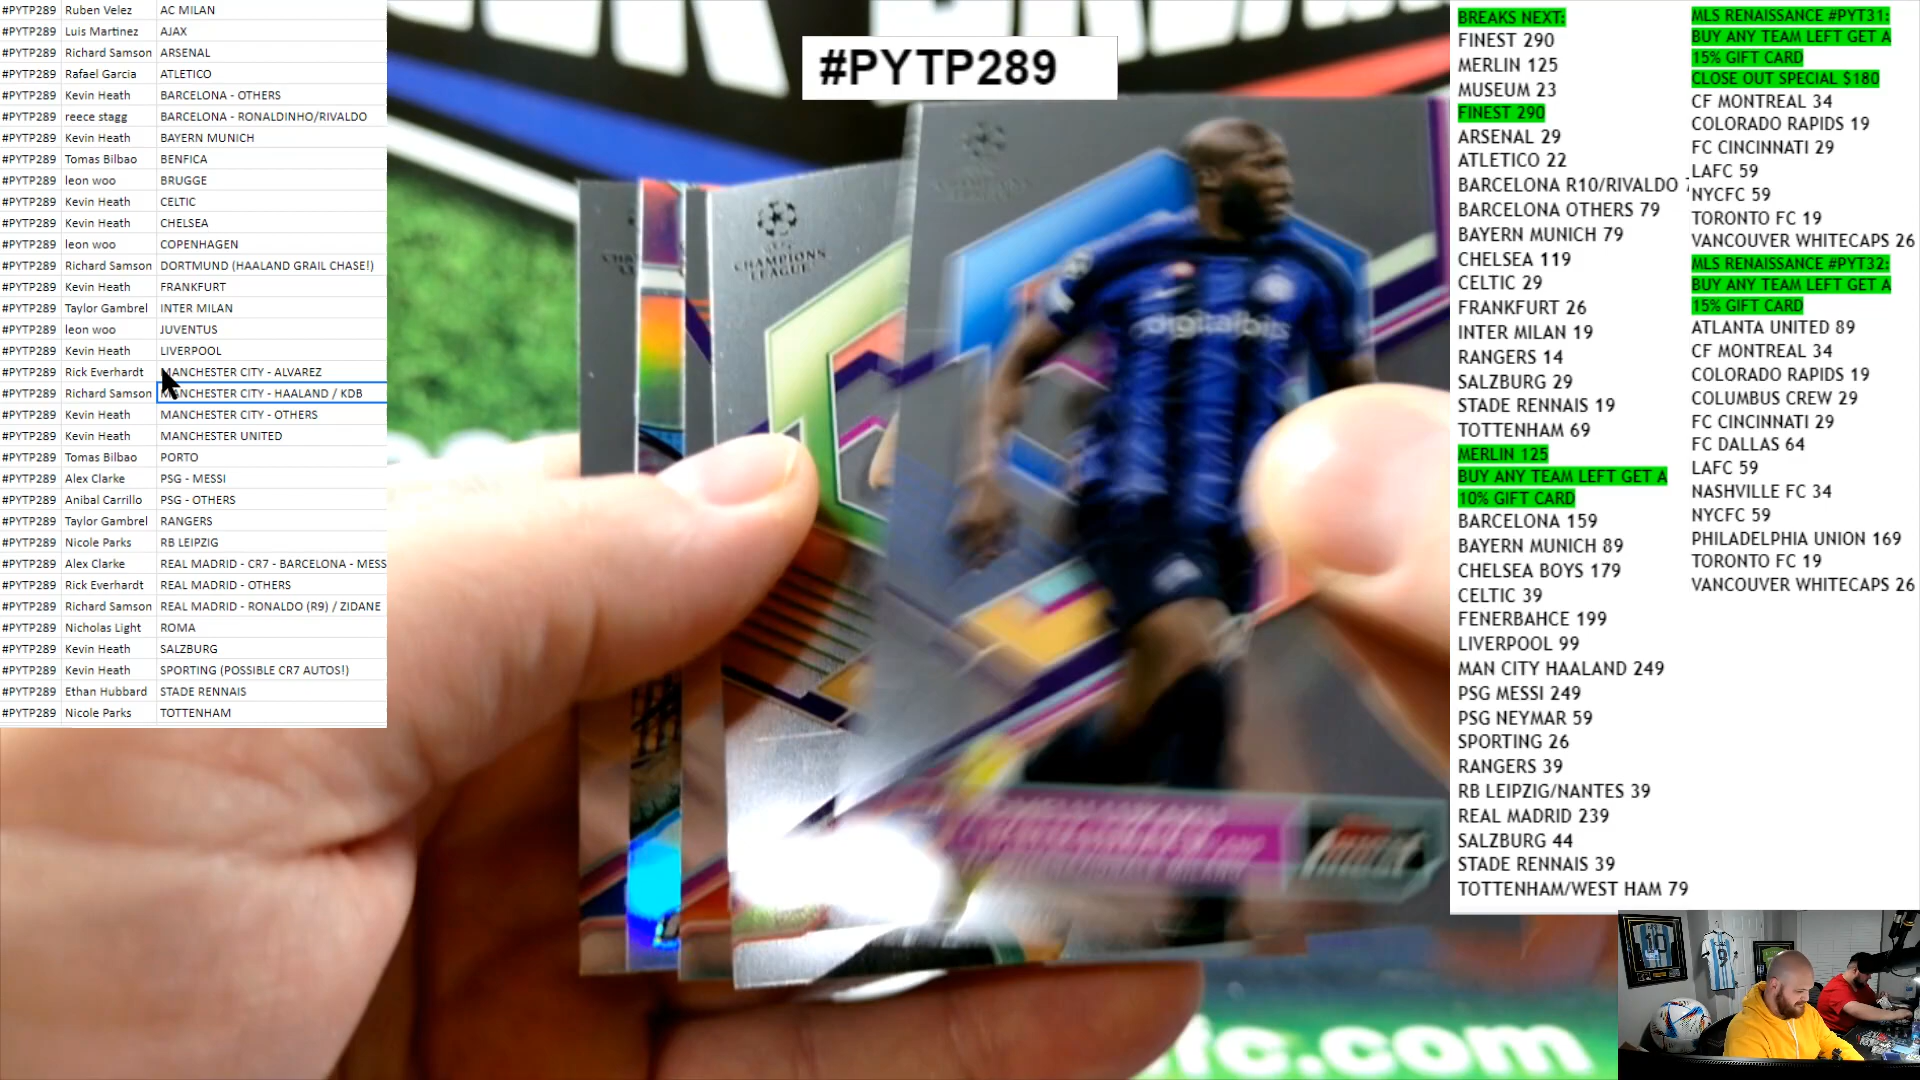 #PYTP289 Ruben Velez AC MILAN
#PYTP289 Luis Martinez AJAX
#PYTP289 Richard Samson ARSENAL
#PYTP289 Rafael Garcia ATLETICO
#PYTP289 Kevin Heath BARCELONA - OTHERS
#PYTP289 reece stagg BARCELONA - RONALDINHO/RIVALDO
#PYTP289 Kevin Heath BAYERN MUNICH
#PYTP289 Tomas Bilbao BENFICA
#PYTP289 leon woo BRUGGE
#PYTP289 Kevin Heath CELTIC
#PYTP289 Kevin Heath CHELSEA
#PYTP289 leon woo COPENHAGEN
#PYTP289 Richard Samson DORTMUND (HAALAND GRAIL CHASE!)
#PYTP289 Kevin Heath FRANKFURT
#PYTP289 Taylor Gambrel INTER MILAN
#PYTP289 leon woo JUVENTUS
#PYTP289 Kevin Heath LIVERPOOL
#PYTP289 Rick Everhardt MANCHESTER CITY - ALVAREZ
#PYTP289 Richard Samson MANCHESTER CITY - HAALAND / KDB
#PYTP289 Kevin Heath MANCHESTER CITY - OTHERS
#PYTP289 Kevin Heath MANCHESTER UNITED
#PYTP289 Tomas Bilbao PORTO
#PYTP289 Alex Clarke PSG - MESSI
#PYTP289 Anibal Carrillo PSG - OTHERS
#PYTP289 Taylor Gambrel RANGERS
#PYTP289 Nicole Parks RB LEIPZIG
#PYTP289 Alex Clarke REAL MADRID - CR7 - BARCELONA - MESS
#PYTP289 Rick Everhardt REAL MADRID - OTHERS
#PYTP289 Richard Samson REAL MADRID - RONALDO (R9) / ZIDANE
#PYTP289 Nicholas Light ROMA
#PYTP289 Kevin Heath SALZBURG
#PYTP289 Kevin Heath SPORTING (POSSIBLE CR7 AUTOS!)
#PYTP289 Ethan Hubbard STADE RENNAIS
#PYTP289 Nicole Parks TOTTENHAM
#PYTP289
CHAMPIONS
LEAGUE
digitalbits
finest
fc.com
BREAKS NEXT:
FINEST 290
MERLIN 125
MUSEUM 23
FINEST 290
ARSENAL 29
ATLETICO 22
BARCELONA R10/RIVALDO
BARCELONA OTHERS 79
BAYERN MUNICH 79
CHELSEA 119
CELTIC 29
FRANKFURT 26
INTER MILAN 19
RANGERS 14
SALZBURG 29
STADE RENNAIS 19
TOTTENHAM 69
MERLIN 125
BUY ANY TEAM LEFT GET A
10% GIFT CARD
BARCELONA 159
BAYERN MUNICH 89
CHELSEA BOYS 179
CELTIC 39
FENERBAHCE 199
LIVERPOOL 99
MAN CITY HAALAND 249
PSG MESSI 249
PSG NEYMAR 59
SPORTING 26
RANGERS 39
RB LEIPZIG/NANTES 39
REAL MADRID 239
SALZBURG 44
STADE RENNAIS 39
TOTTENHAM/WEST HAM 79
MLS RENAISSANCE #PYT31:
BUY ANY TEAM LEFT GET A
15% GIFT CARD
CLOSE OUT SPECIAL $180
CF MONTREAL 34
COLORADO RAPIDS 19
FC CINCINNATI 29
LAFC 59
NYCFC 59
TORONTO FC 19
VANCOUVER WHITECAPS 26
MLS RENAISSANCE #PYT32:
BUY ANY TEAM LEFT GET A
15% GIFT CARD
ATLANTA UNITED 89
CF MONTREAL 34
COLORADO RAPIDS 19
COLUMBUS CREW 29
FC CINCINNATI 29
FC DALLAS 64
LAFC 59
NASHVILLE FC 34
NYCFC 59
PHILADELPHIA UNION 169
TORONTO FC 19
VANCOUVER WHITECAPS 26